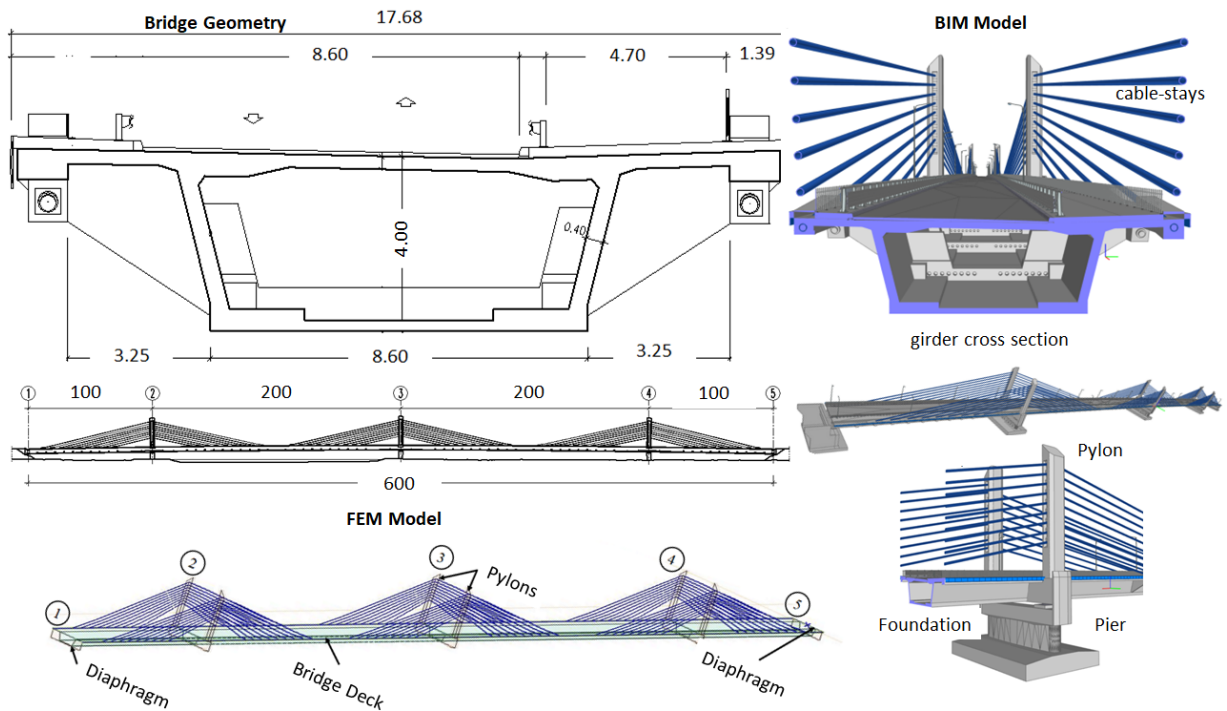 Bridge Geometry
17.68
8.60
4.70
1.39
4.00
0.40
3.25
8.60
3.25
1
2
3
4
5
100
200
200
100
600
FEM Model
1
2
3
4
5
Pylons
Diaphragm
Bridge Deck
Diaphragm
BIM Model
cable-stays
girder cross section
Pylon
Foundation
Pier